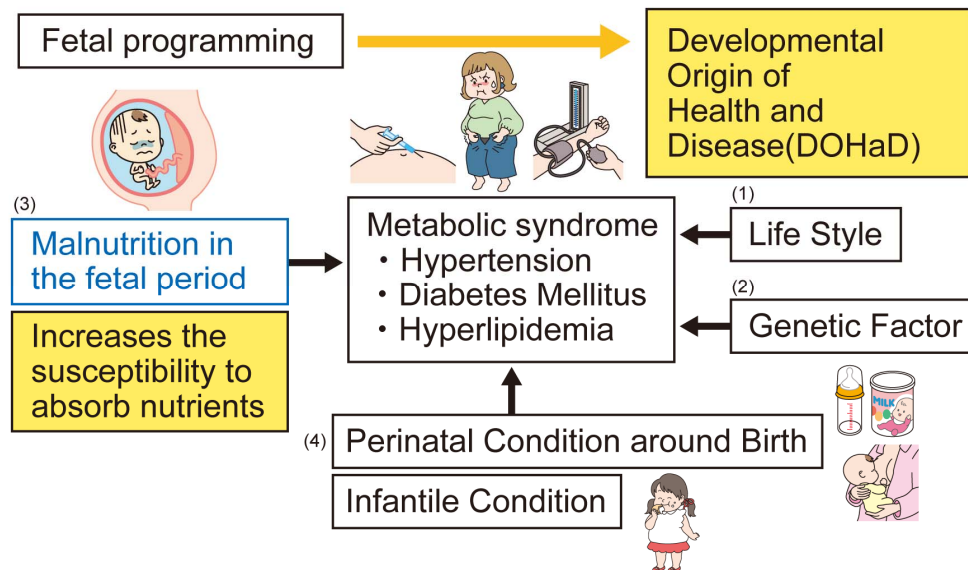 Fetal programming
Developmental
Origin of
Health and
Disease(DOHaD)
(3)
Malnutrition in
the fetal period
Increases the
susceptibility to
absorb nutrients
Metabolic syndrome
・Hypertension
・Diabetes Mellitus
・Hyperlipidemia
(1)
Life Style
(2)
Genetic Factor
MILK
(4)
Perinatal Condition around Birth
Infantile Condition